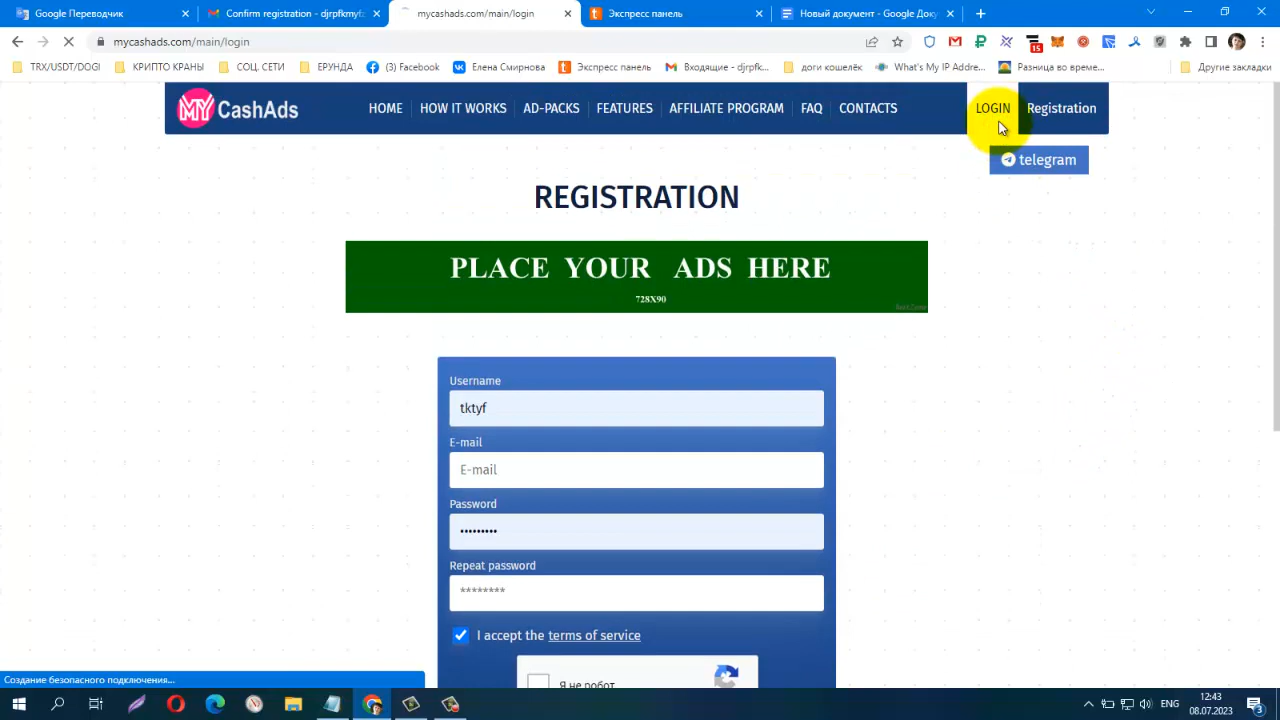 Google Переводчик
Confirm registration - djrpfkmyfz
mycashads.com/main/login
Экспресс панель
Новый документ - Google Доку
mycashads.com/main/login
15
TRX/USDT/DOGI
КРИПТО КРАНЫ
СОЦ. СЕТИ
ЕРУНДА
(3) Facebook
Елена Смирнова
Экспресс панель
Входящие - djrpfk...
доги кошелёк
What's My IP Addre...
Разница во време...
Другие закладки
MY CashAds
HOME
HOW IT WORKS
AD-PACKS
FEATURES
AFFILIATE PROGRAM
FAQ
CONTACTS
LOGIN
Registration
telegram
REGISTRATION
PLACE YOUR ADS HERE
728X90
Username
tktyf
E-mail
E-mail
Password
•••••••••
Repeat password
********
I accept the terms of service
Я не робот
Создание безопасного подключения...
ENG
12:43
08.07.2023
3